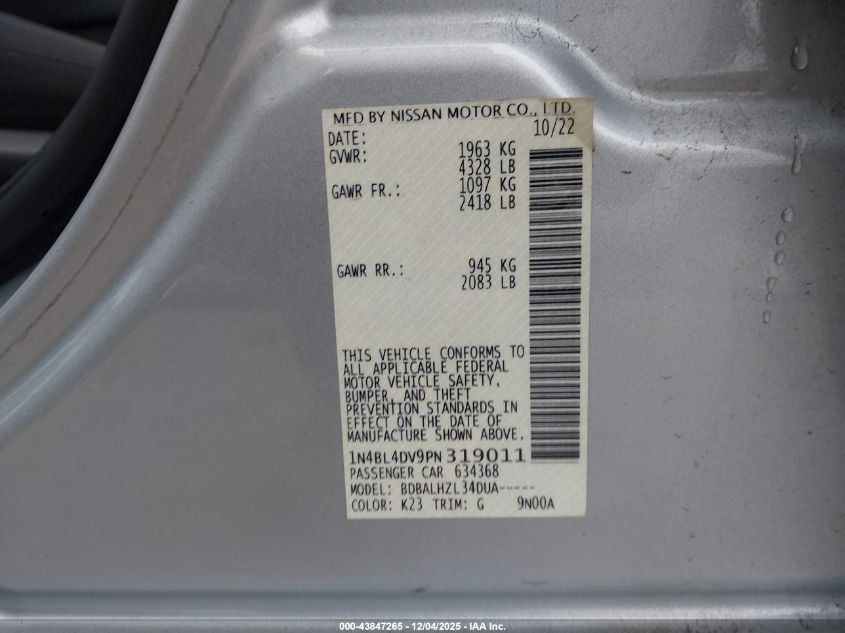 MFD BY NISSAN MOTOR CO., LTD.
DATE: 10/22
GVWR: 1963 KG
4328 LB
GAWR FR.: 1097 KG
2418 LB
GAWR RR.: 945 KG
2083 LB
THIS VEHICLE CONFORMS TO
ALL APPLICABLE FEDERAL
MOTOR VEHICLE SAFETY,
BUMPER, AND THEFT
PREVENTION STANDARDS IN
EFFECT ON THE DATE OF
MANUFACTURE SHOWN ABOVE.
1N4BL4DV9PN319011
PASSENGER CAR 634368
MODEL: BDBALHZL34DUA-----
COLOR: K23 TRIM: G 9N00A
000-43847265 - 12/04/2025 - IAA Inc.